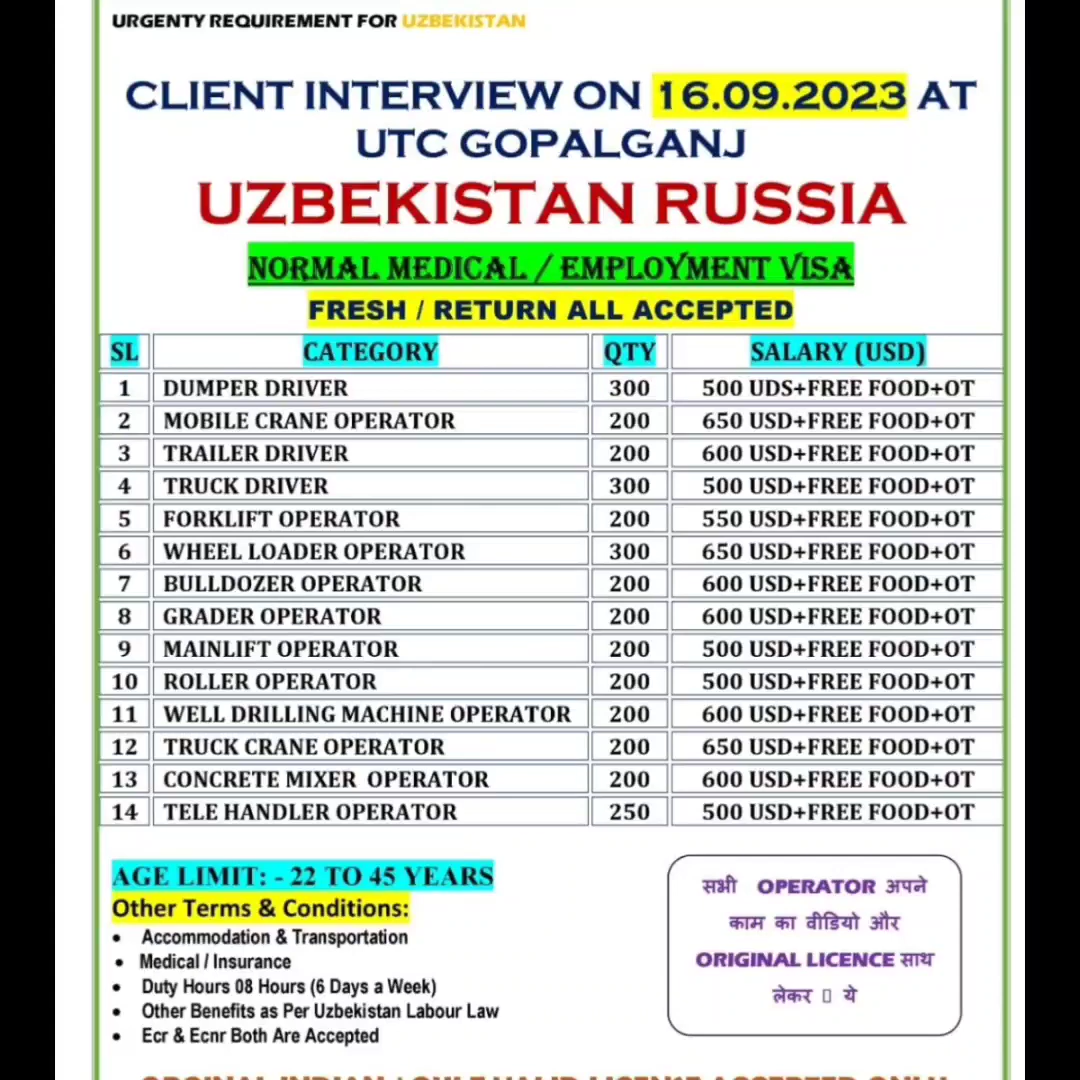 URGENTY REQUIREMENT FOR UZBEKISTAN
CLIENT INTERVIEW ON 16.09.2023 AT
UTC GOPALGANJ
UZBEKISTAN RUSSIA
NORMAL MEDICAL / EMPLOYMENT VISA
FRESH / RETURN ALL ACCEPTED
SL CATEGORY QTY SALARY (USD)
1 DUMPER DRIVER 300 500 UDS+FREE FOOD+OT
2 MOBILE CRANE OPERATOR 200 650 USD+FREE FOOD+OT
3 TRAILER DRIVER 200 600 USD+FREE FOOD+OT
4 TRUCK DRIVER 300 500 USD+FREE FOOD+OT
5 FORKLIFT OPERATOR 200 550 USD+FREE FOOD+OT
6 WHEEL LOADER OPERATOR 300 650 USD+FREE FOOD+OT
7 BULLDOZER OPERATOR 200 600 USD+FREE FOOD+OT
8 GRADER OPERATOR 200 600 USD+FREE FOOD+OT
9 MAINLIFT OPERATOR 200 500 USD+FREE FOOD+OT
10 ROLLER OPERATOR 200 500 USD+FREE FOOD+OT
11 WELL DRILLING MACHINE OPERATOR 200 600 USD+FREE FOOD+OT
12 TRUCK CRANE OPERATOR 200 650 USD+FREE FOOD+OT
13 CONCRETE MIXER OPERATOR 200 600 USD+FREE FOOD+OT
14 TELE HANDLER OPERATOR 250 500 USD+FREE FOOD+OT
AGE LIMIT: - 22 TO 45 YEARS
Other Terms & Conditions:
• Accommodation & Transportation
• Medical / Insurance
• Duty Hours 08 Hours (6 Days a Week)
• Other Benefits as Per Uzbekistan Labour Law
• Ecr & Ecnr Both Are Accepted
सभी OPERATOR अपने
काम का वीडियो और
ORIGINAL LICENCE साथ
लेकर ये